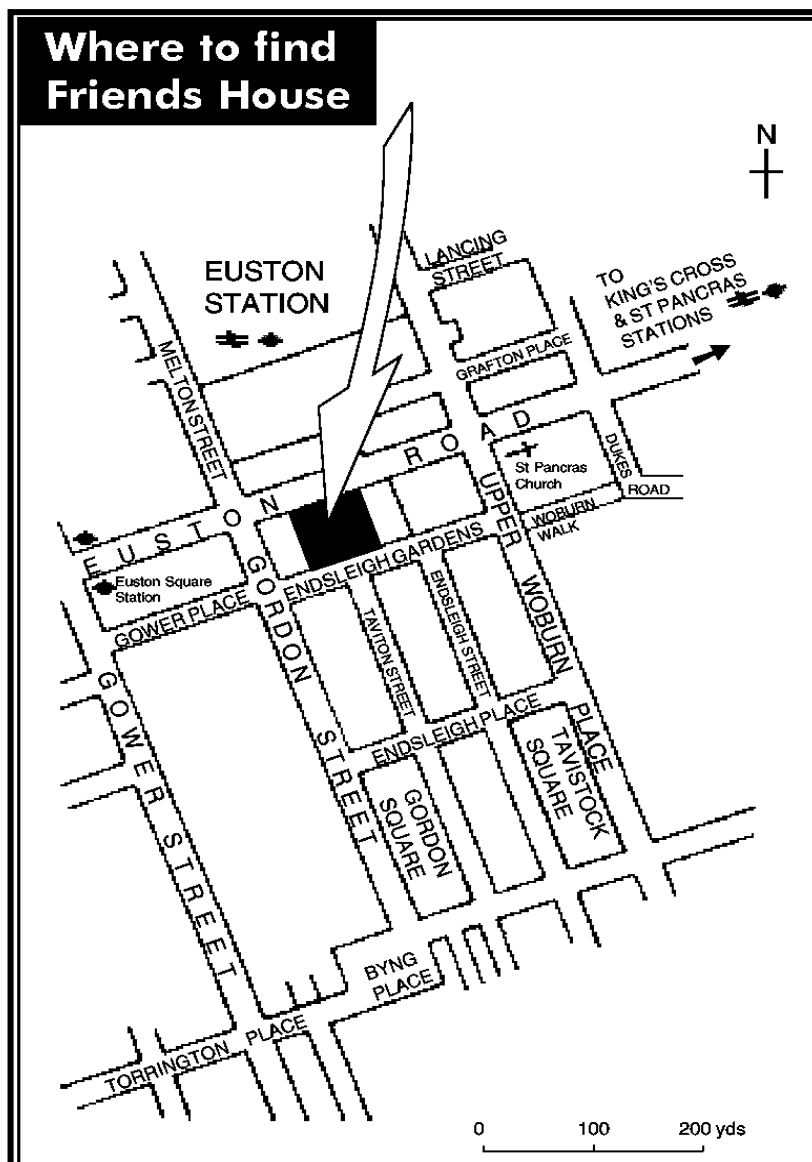 Where to find
Friends House
N
LANCING
STREET
EUSTON
STATION
TO
KING'S CROSS
& ST PANCRAS
STATIONS
MELTON STREET
GRAFTON PLACE
EUSTON ROAD
St Pancras
Church
DUKES
ROAD
UPPER WOBURN PLACE
WOBURN
WALK
Euston Square
Station
GOWER PLACE
ENDSLEIGH GARDENS
GORDON STREET
TAVITON STREET
ENDSLEIGH STREET
GOWER STREET
ENDSLEIGH PLACE
TAVISTOCK
SQUARE
GORDON
SQUARE
BYNG
PLACE
TORRINGTON PLACE
0 100 200 yds